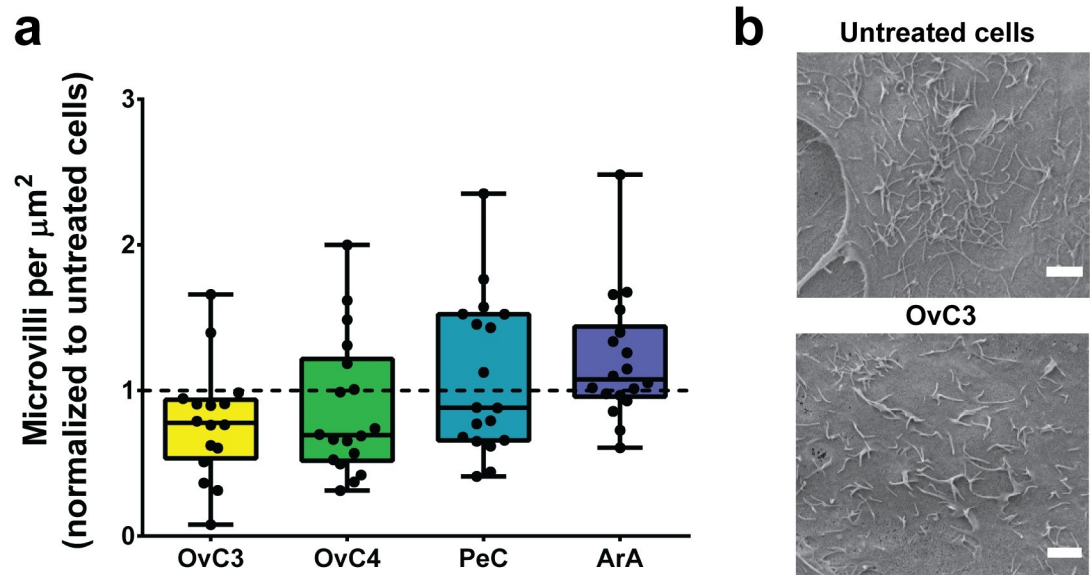 a
b
Untreated cells
Microvilli per μm²
(normalized to untreated cells)
3
2
1
0
OvC3
OvC4
PeC
ArA
OvC3